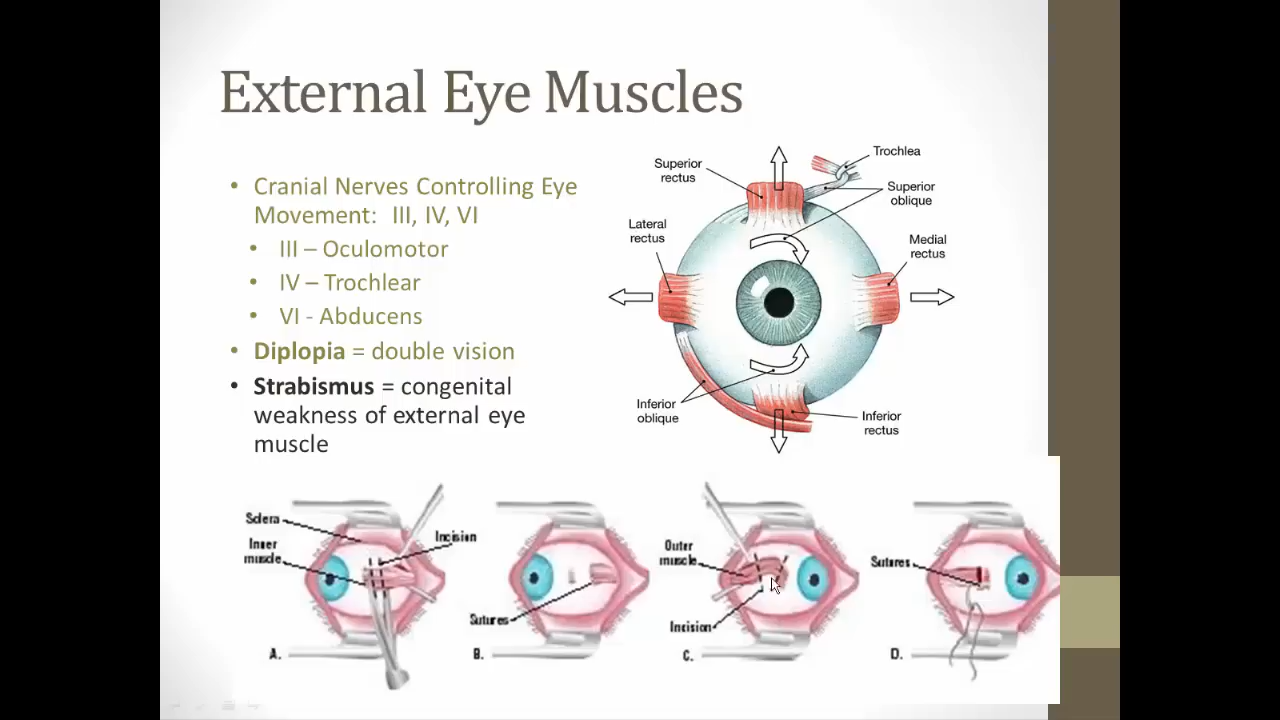 External Eye Muscles
• Cranial Nerves Controlling Eye
Movement: III, IV, VI
• III – Oculomotor
• IV – Trochlear
• VI - Abducens
• Diplopia = double vision
• Strabismus = congenital
weakness of external eye
muscle
Trochlea
Superior
rectus
Superior
oblique
Lateral
rectus
Medial
rectus
Inferior
oblique
Inferior
rectus
Sclera
Inner
muscle
Incision
A.
Sutures
B.
Outer
muscle
Incision
C.
Sutures
D.